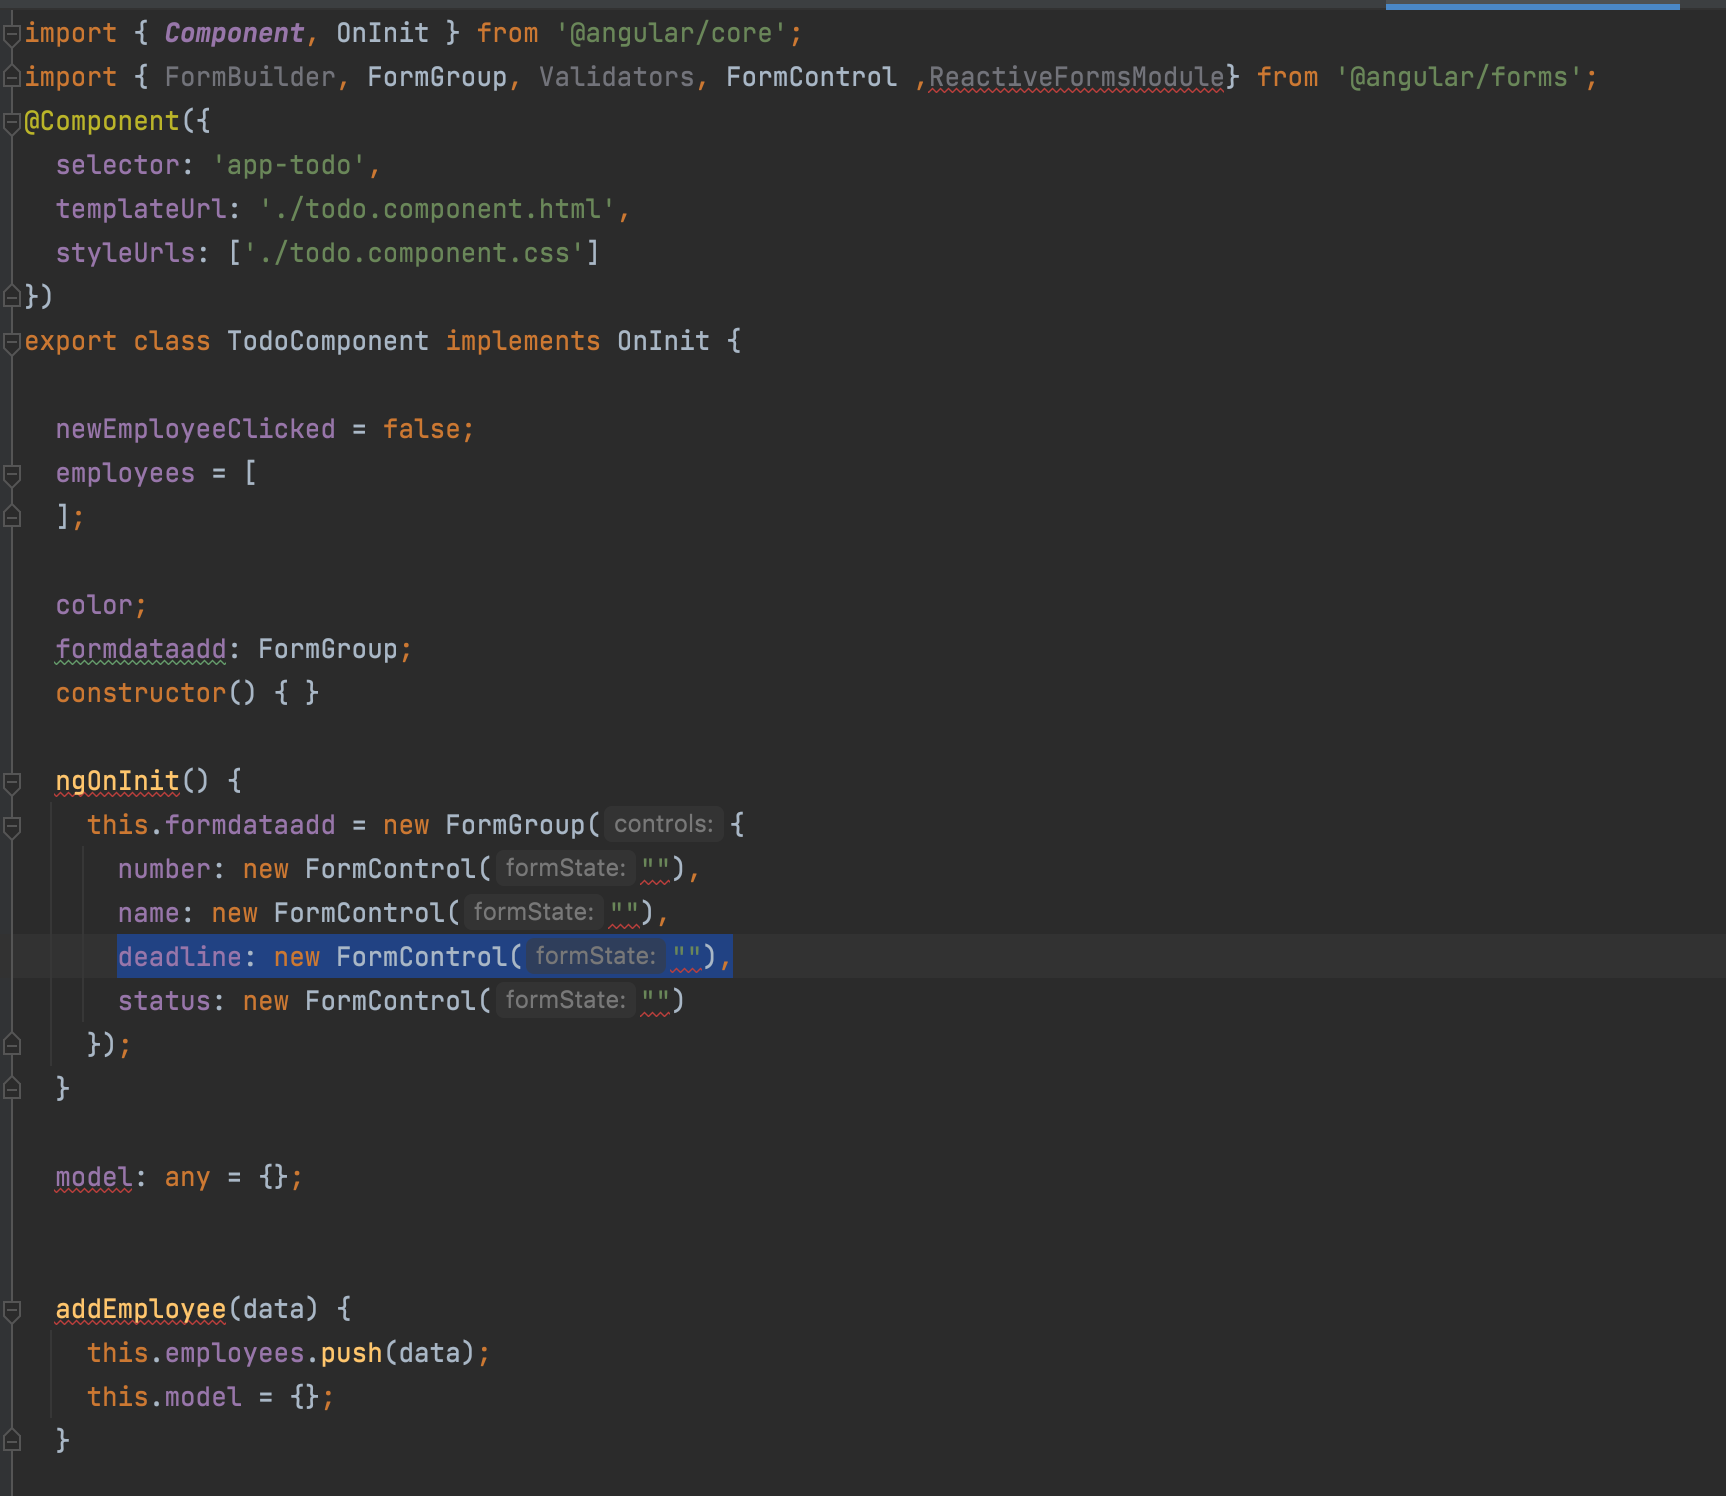 import { Component, OnInit } from '@angular/core';
import { FormBuilder, FormGroup, Validators, FormControl ,ReactiveFormsModule} from '@angular/forms';
@Component({
  selector: 'app-todo',
  templateUrl: './todo.component.html',
  styleUrls: ['./todo.component.css']
})
export class TodoComponent implements OnInit {
  newEmployeeClicked = false;
  employees = [
  ];
  color;
  formdataadd: FormGroup;
  constructor() { }
  ngOnInit() {
    this.formdataadd = new FormGroup( controls: {
      number: new FormControl( formState: ""),
      name: new FormControl( formState: ""),
      deadline: new FormControl( formState: ""),
      status: new FormControl( formState: "")
    });
  }
  model: any = {};
  addEmployee(data) {
    this.employees.push(data);
    this.model = {};
  }